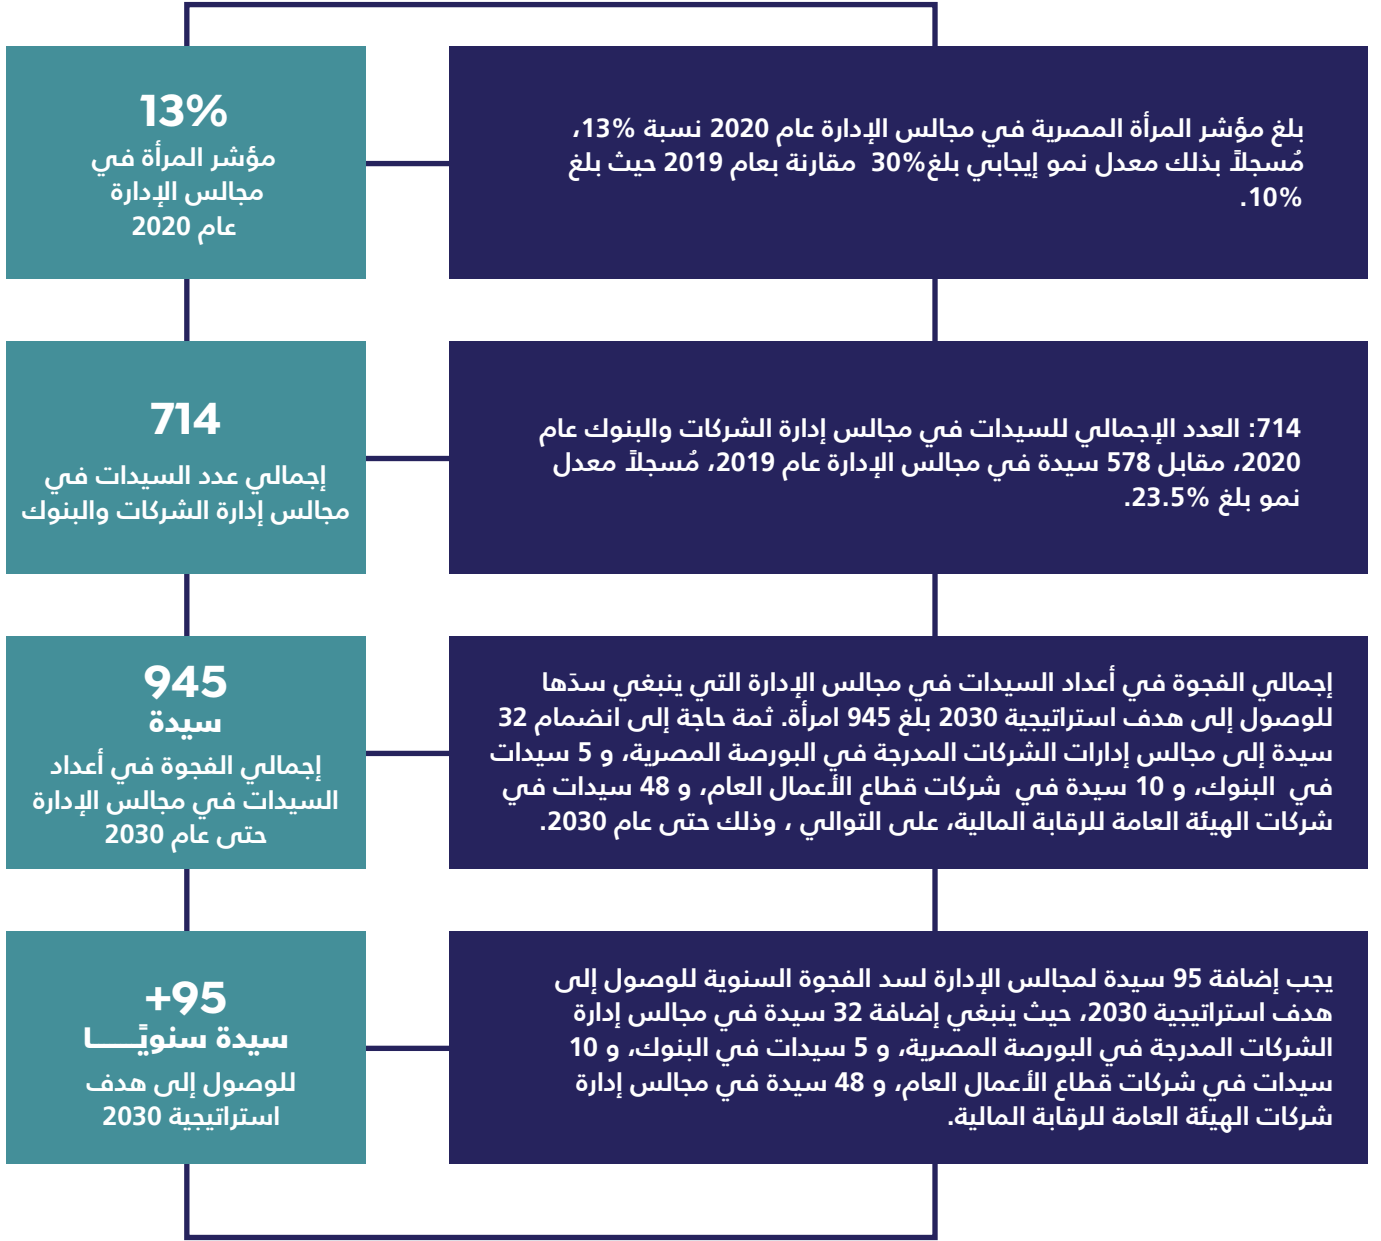 بلغ مؤشر المرأة المصرية في مجالس الإدارة عام 2020 نسبة 13%،
مُسجلاً بذلك معدل نمو إيجابي بلغ30% مقارنة بعام 2019 حيث بلغ
10%.
13%
مؤشر المرأة في
مجالس الإدارة
عام 2020
714: العدد الإجمالي للسيدات في مجالس إدارة الشركات والبنوك عام
2020، مقابل 578 سيدة في مجالس الإدارة عام 2019، مُسجلاً معدل
نمو بلغ 23.5%.
714
إجمالي عدد السيدات في
مجالس إدارة الشركات والبنوك
إجمالي الفجوة في أعداد السيدات في مجالس الإدارة التي ينبغي سدّها
للوصول إلى هدف استراتيجية 2030 بلغ 945 امرأة. ثمة حاجة إلى انضمام 32
سيدة إلى مجالس إدارات الشركات المدرجة في البورصة المصرية، و 5 سيدات
في البنوك، و 10 سيدة في شركات قطاع الأعمال العام، و 48 سيدات في
شركات الهيئة العامة للرقابة المالية، على التوالي ، وذلك حتى عام 2030.
945
سيدة
إجمالي الفجوة في أعداد
السيدات في مجالس الإدارة
حتى عام 2030
يجب إضافة 95 سيدة لمجالس الإدارة لسد الفجوة السنوية للوصول إلى
هدف استراتيجية 2030، حيث ينبغي إضافة 32 سيدة في مجالس إدارة
الشركات المدرجة في البورصة المصرية، و 5 سيدات في البنوك، و 10
سيدات في شركات قطاع الأعمال العام، و 48 سيدة في مجالس إدارة
شركات الهيئة العامة للرقابة المالية.
+95
سيدة سنويًـــــا
للوصول إلى هدف
استراتيجية 2030